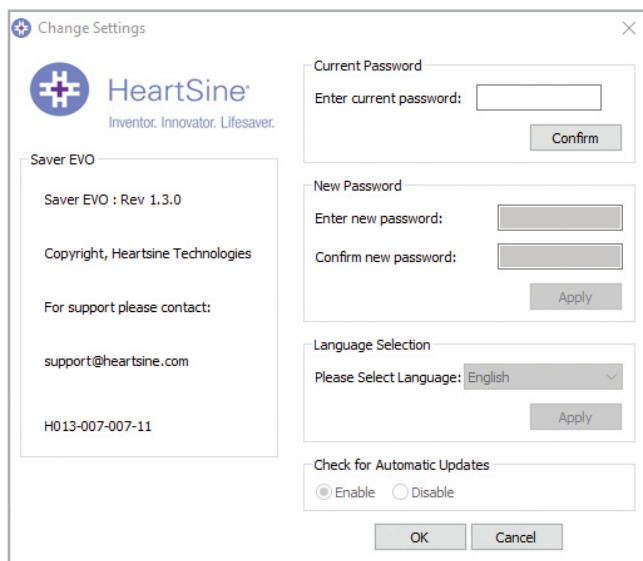 Change Settings
HeartSine®
Inventor. Innovator. Lifesaver.
Saver EVO
Saver EVO : Rev 1.3.0
Copyright, Heartsine Technologies
For support please contact:
support@heartsine.com
H013-007-007-11
Current Password
Enter current password:
Confirm
New Password
Enter new password:
Confirm new password:
Apply
Language Selection
Please Select Language: English
Apply
Check for Automatic Updates
Enable Disable
OK Cancel